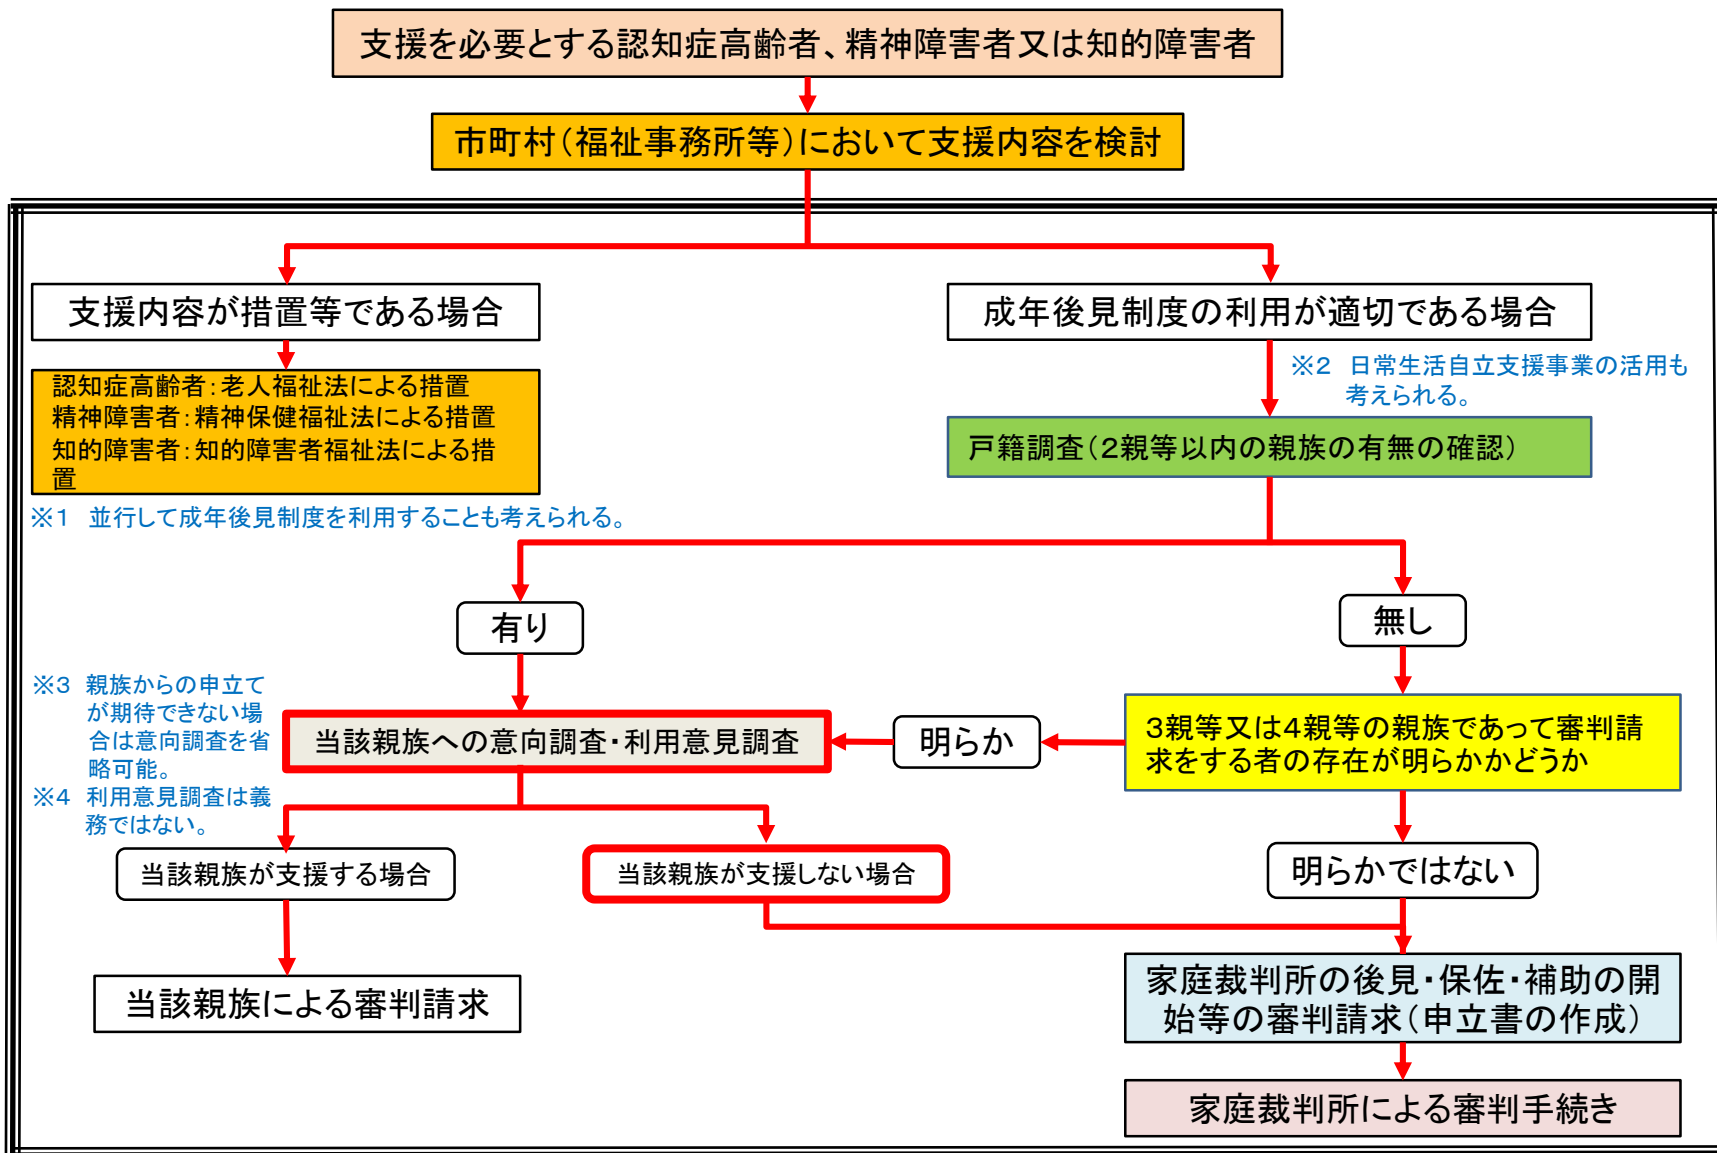 支援を必要とする認知症高齢者、精神障害者又は知的障害者
市町村（福祉事務所等）において支援内容を検討
支援内容が措置等である場合
成年後見制度の利用が適切である場合
認知症高齢者：老人福祉法による措置
精神障害者：精神保健福祉法による措置
知的障害者：知的障害者福祉法による措
置
※2　日常生活自立支援事業の活用も
考えられる。
戸籍調査（2親等以内の親族の有無の確認）
※1　並行して成年後見制度を利用することも考えられる。
有り
無し
※3　親族からの申立て
が期待できない場
合は意向調査を省
略可能。
※4　利用意見調査は義
務ではない。
当該親族への意向調査・利用意見調査
明らか
3親等又は4親等の親族であって審判請
求をする者の存在が明らかかどうか
当該親族が支援する場合
当該親族が支援しない場合
明らかではない
当該親族による審判請求
家庭裁判所の後見・保佐・補助の開
始等の審判請求（申立書の作成）
家庭裁判所による審判手続き